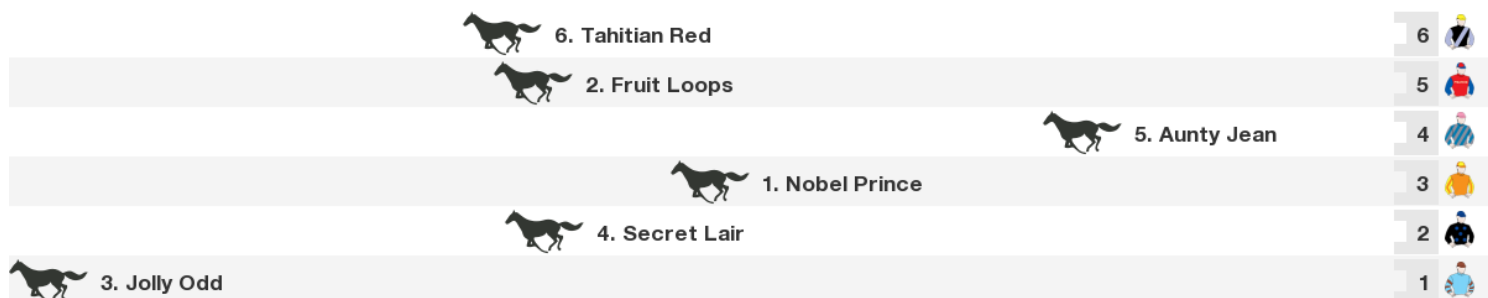 6. Tahitian Red 6
2. Fruit Loops 5
5. Aunty Jean 4
1. Nobel Prince 3
4. Secret Lair 2
3. Jolly Odd 1